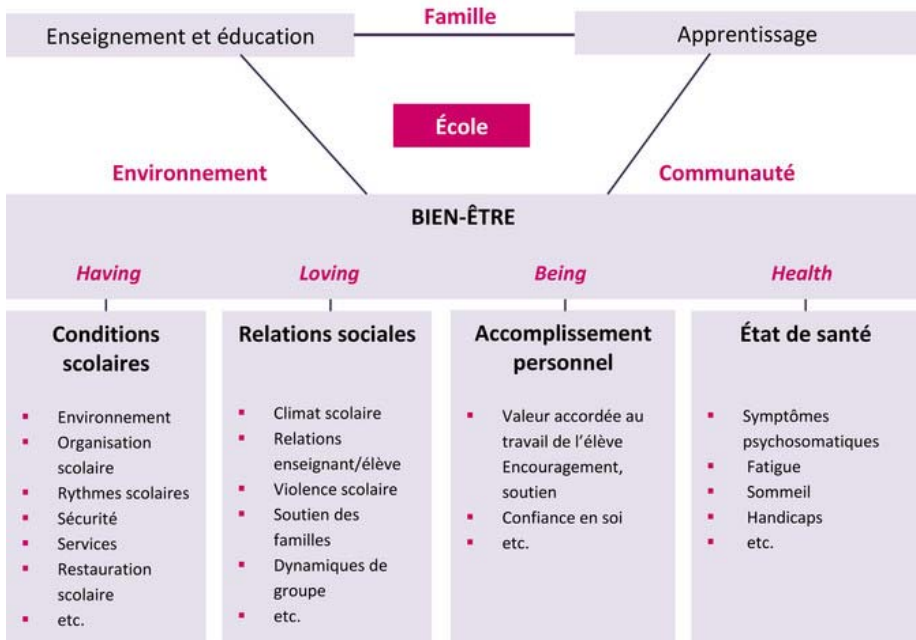 Famille
Enseignement et éducation
Apprentissage
École
Environnement
Communauté
BIEN-ÊTRE
Having
Loving
Being
Health
Conditions
scolaires
▪ Environnement
▪ Organisation
scolaire
▪ Rythmes scolaires
▪ Sécurité
▪ Services
▪ Restauration
scolaire
▪ etc.
Relations sociales
▪ Climat scolaire
▪ Relations
enseignant/élève
▪ Violence scolaire
▪ Soutien des
familles
▪ Dynamiques de
groupe
▪ etc.
Accomplissement
personnel
▪ Valeur accordée au
travail de l'élève
Encouragement,
soutien
▪ Confiance en soi
▪ etc.
État de santé
▪ Symptômes
psychosomatiques
▪ Fatigue
▪ Sommeil
▪ Handicaps
▪ etc.